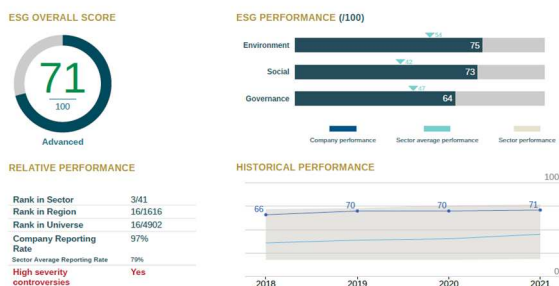 ESG OVERALL SCORE
71
100
Advanced
ESG PERFORMANCE (/100)
54
Environment 75
42
Social 73
47
Governance 64
Company performance Sector average performance Sector performance
RELATIVE PERFORMANCE
Rank in Sector 3/41
Rank in Region 16/1616
Rank in Universe 16/4902
Company Reporting Rate 97%
Sector Average Reporting Rate 79%
High severity controversies Yes
HISTORICAL PERFORMANCE
100
66 70 70 71
0
2018 2019 2020 2021